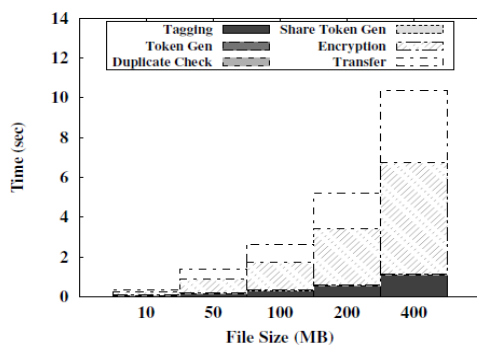 14
12
10
8
6
4
2
0
Time (sec)
Tagging
Token Gen
Duplicate Check
Share Token Gen
Encryption
Transfer
10 50 100 200 400
File Size (MB)